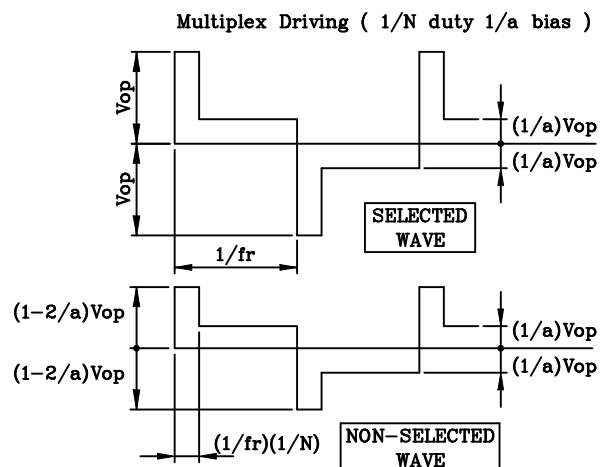 Multiplex Driving ( 1/N duty 1/a bias )
Vop
(1/a)Vop
(1/a)Vop
Vop
SELECTED
WAVE
1/fr
(1-2/a)Vop
(1/a)Vop
(1-2/a)Vop
(1/a)Vop
(1/fr)(1/N)
NON-SELECTED
WAVE